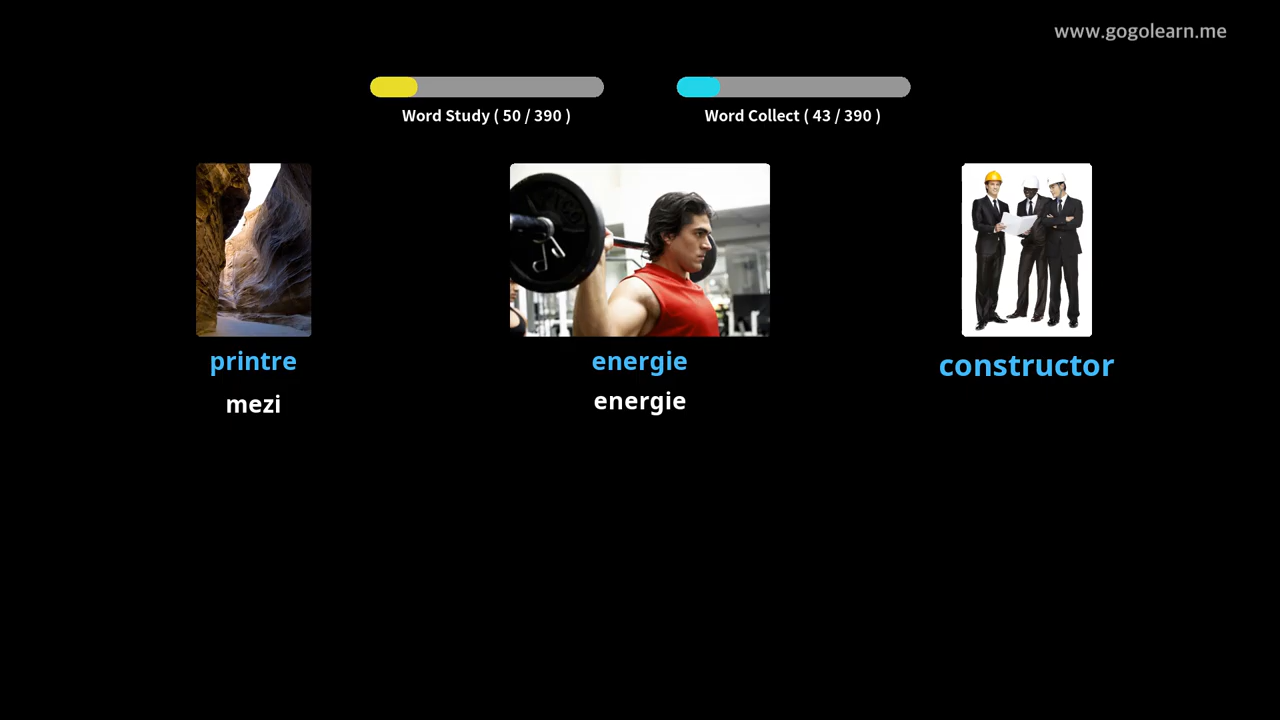 www.gogolearn.me
Word Study ( 50 / 390 )
Word Collect ( 43 / 390 )
printre
energie
constructor
mezi
energie